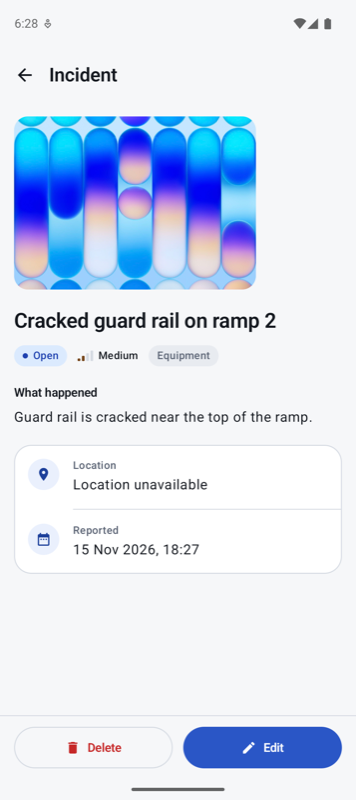 6:28
Incident
Cracked guard rail on ramp 2
Open
Medium
Equipment
What happened
Guard rail is cracked near the top of the ramp.
Location
Location unavailable
Reported
15 Nov 2026, 18:27
Delete
Edit